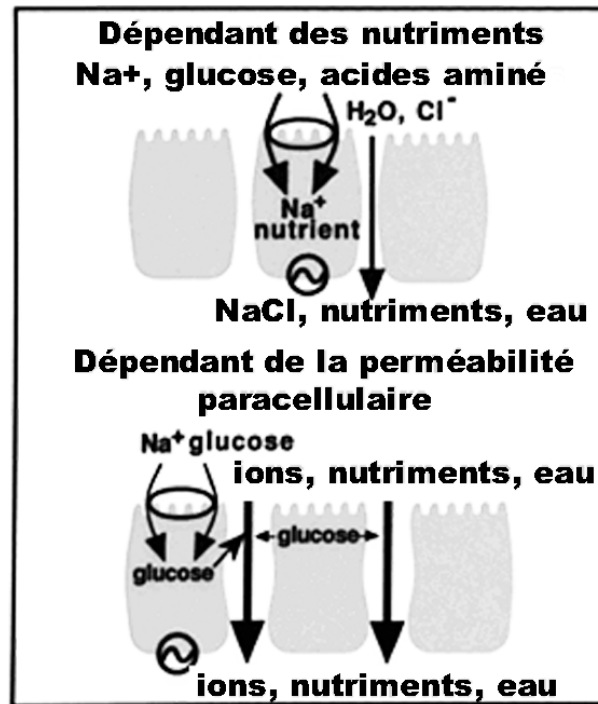 Dépendant des nutriments
Na+, glucose, acides aminé
H₂O, Cl⁻
Na⁺
nutrient
NaCl, nutriments, eau
Dépendant de la perméabilité
paracellulaire
Na⁺ glucose
ions, nutriments, eau
glucose
glucose
ions, nutriments, eau